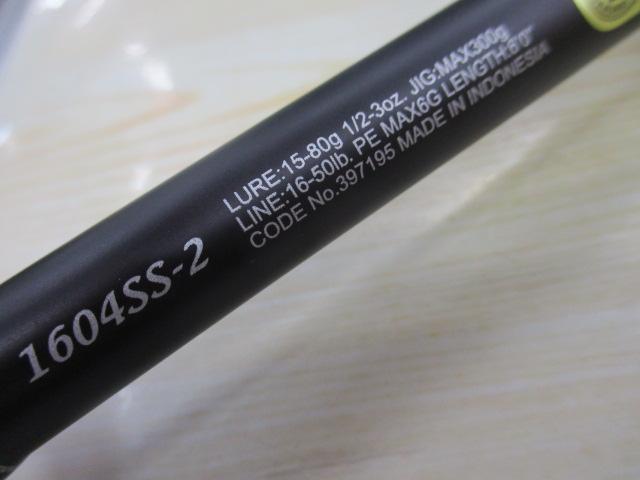 1604SS-2
LURE:15-80g 1/2-3oz. JIG:MAX300g
LINE:16-50lb. PE MAX6G LENGTH:6'0"
CODE No.397195 MADE IN INDONESIA